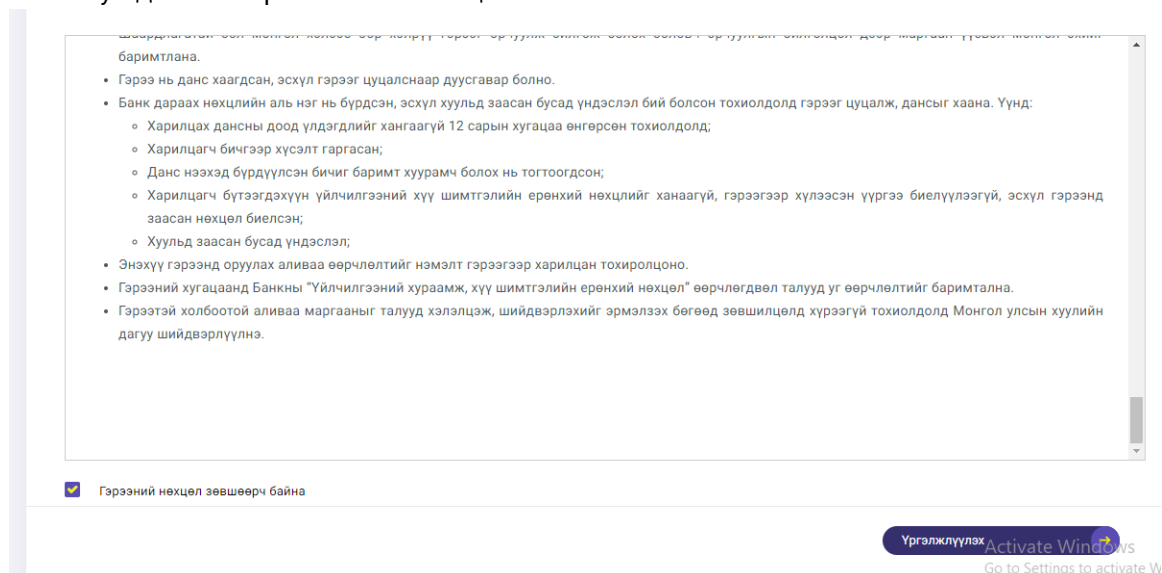 баримтлана.
• Гэрээ нь данс хаагдсан, эсхүл гэрээг цуцалснаар дуусгавар болно.
• Банк дараах нөхцлийн аль нэг нь бүрдсэн, эсхүл хуульд заасан бусад үндэслэл бий болсон тохиолдолд гэрээг цуцалж, дансыг хаана. Үүнд:
◦ Харилцах дансны доод үлдэгдлийг хангаагүй 12 сарын хугацаа өнгөрсөн тохиолдолд;
◦ Харилцагч бичгээр хүсэлт гаргасан;
◦ Данс нээхэд бүрдүүлсэн бичиг баримт хуурамч болох нь тогтоогдсон;
◦ Харилцагч бүтээгдэхүүн үйлчилгээний хүү шимтгэлийн ерөнхий нөхцлийг ханаагүй, гэрээгээр хүлээсэн үүргээ биелүүлээгүй, эсхүл гэрээнд
заасан нөхцөл биелсэн;
◦ Хуульд заасан бусад үндэслэл;
• Энэхүү гэрээнд оруулах аливаа өөрчлөлтийг нэмэлт гэрээгээр харилцан тохиролцоно.
• Гэрээний хугацаанд Банкны "Үйлчилгээний хураамж, хүү шимтгэлийн ерөнхий нөхцөл" өөрчлөгдвөл талууд уг өөрчлөлтийг баримтална.
• Гэрээтэй холбоотой аливаа маргааныг талууд хэлэлцэж, шийдвэрлэхийг эрмэлзэх бөгөөд зөвшилцөлд хүрээгүй тохиолдолд Монгол улсын хуулийн
дагуу шийдвэрлүүлнэ.
Гэрээний нөхцөл зөвшөөрч байна
Үргэлжлүүлэх
Activate Windows
Go to Settings to activate W